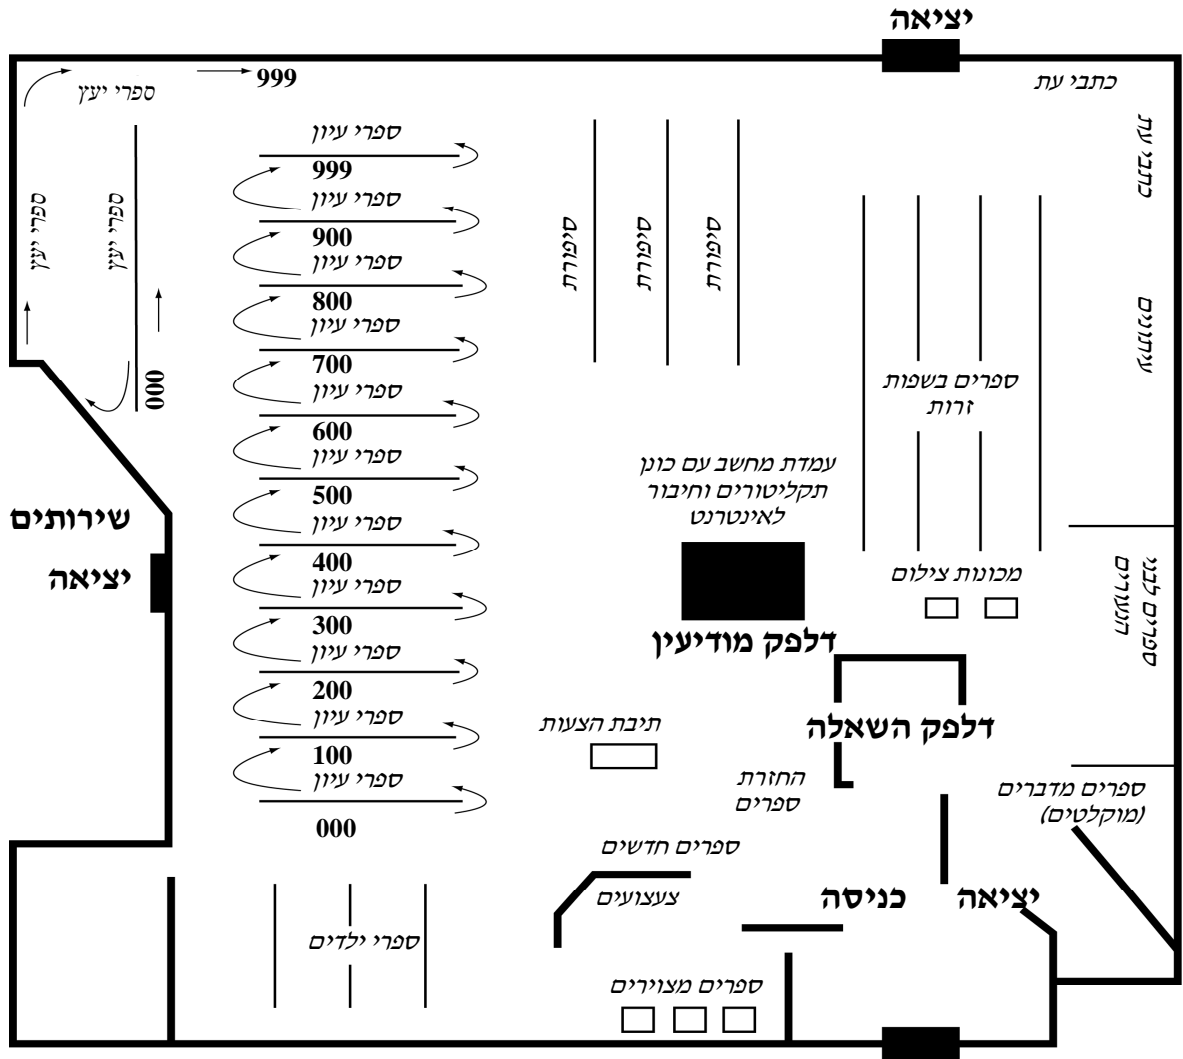 יציאה
כתבי עת
כתבי עת
עיתונים
ספרי יעץ
999
ספרי יעץ
ספרי יעץ
000
ספרי עיון
999
ספרי עיון
900
ספרי עיון
800
ספרי עיון
700
ספרי עיון
600
ספרי עיון
500
ספרי עיון
400
ספרי עיון
300
ספרי עיון
200
ספרי עיון
100
ספרי עיון
000
סיפורת
סיפורת
סיפורת
ספרים בשפות
זרות
עמדת מחשב עם כונן
תקליטורים וחיבור
לאינטרנט
דלפק מודיעין
מכונות צילום
ספרים לבני
הנעורים
שירותים
יציאה
דלפק השאלה
תיבת הצעות
החזרת
ספרים
ספרים מדברים
(מוקלטים)
ספרים חדשים
צעצועים
כניסה
יציאה
ספרי ילדים
ספרים מצוירים